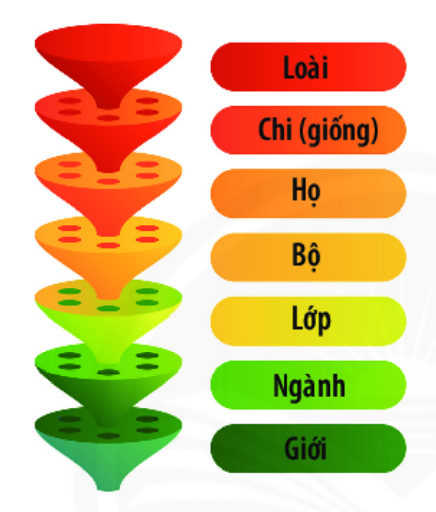 Loài
Chi (giống)
Họ
Bộ
Lớp
Ngành
Giới